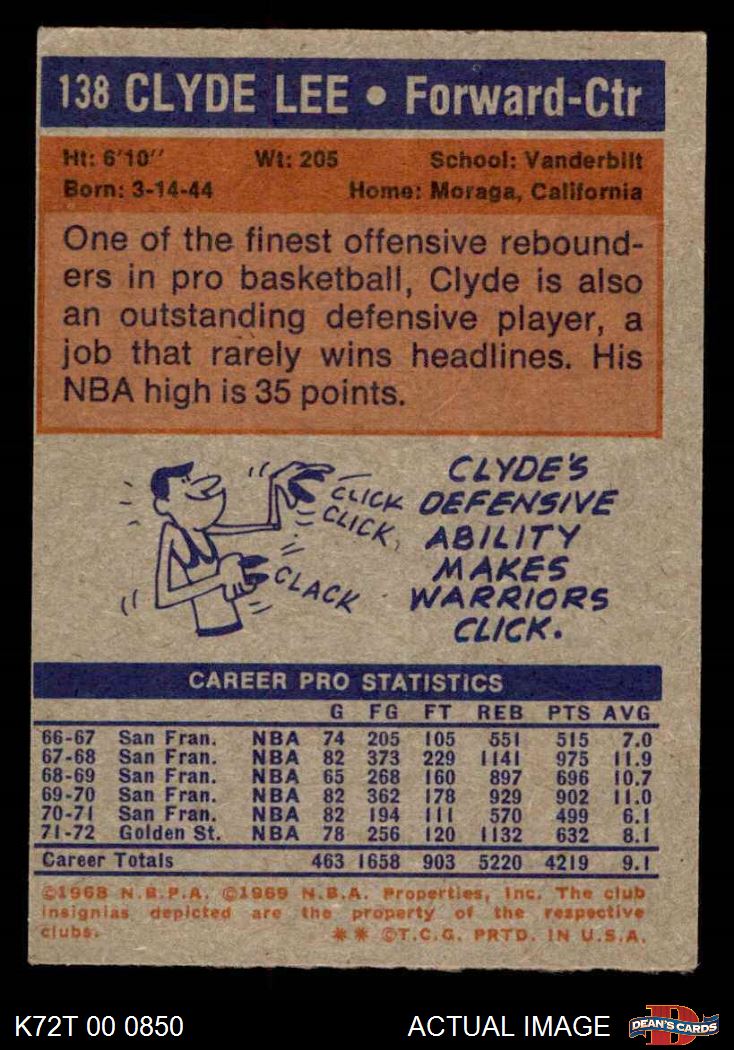 138 CLYDE LEE • Forward-Ctr
Ht: 6'10'' Wt: 205 School: Vanderbilt
Born: 3-14-44 Home: Moraga, California
One of the finest offensive rebound-
ers in pro basketball, Clyde is also
an outstanding defensive player, a
job that rarely wins headlines. His
NBA high is 35 points.
CLICK
CLICK,
CLACK
CLYDE'S
DEFENSIVE
ABILITY
MAKES
WARRIORS
CLICK.
CAREER PRO STATISTICS
G FG FT REB PTS AVG
66-67 San Fran. NBA 74 205 105 551 515 7.0
67-68 San Fran. NBA 82 373 229 1141 975 11.9
68-69 San Fran. NBA 65 268 160 897 696 10.7
69-70 San Fran. NBA 82 362 178 929 902 11.0
70-71 San Fran. NBA 82 194 111 570 499 6.1
71-72 Golden St. NBA 78 256 120 1132 632 8.1
Career Totals 463 1658 903 5220 4219 9.1
©1968 N.B.P.A. ©1969 N.B.A. Properties, Inc. The club
insignias depicted are the property of the respective
clubs. ** ©T.C.G. PRTD. IN U.S.A.
K72T 00 0850 ACTUAL IMAGE D DEAN'S CARDS